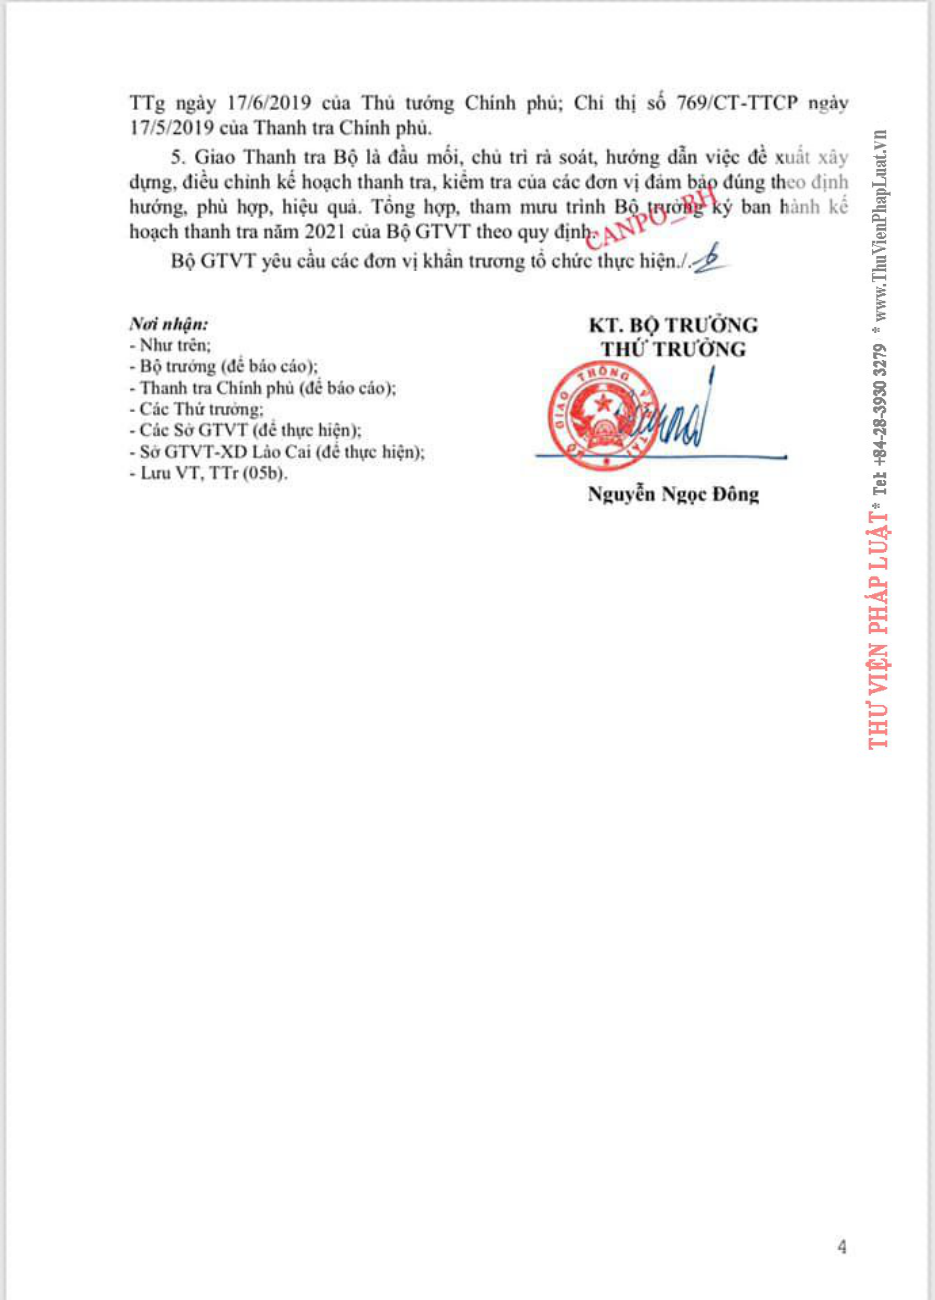 TTg ngày 17/6/2019 của Thủ tướng Chính phủ; Chỉ thị số 769/CT-TTCP ngày
17/5/2019 của Thanh tra Chính phủ.
5. Giao Thanh tra Bộ là đầu mối, chủ trì rà soát, hướng dẫn việc đề xuất xây
dựng, điều chỉnh kế hoạch thanh tra, kiểm tra của các đơn vị đảm bảo đúng theo định
hướng, phù hợp, hiệu quả. Tổng hợp, tham mưu trình Bộ trưởng ký ban hành kế
hoạch thanh tra năm 2021 của Bộ GTVT theo quy định.
CANPO_BH
Bộ GTVT yêu cầu các đơn vị khẩn trương tổ chức thực hiện./.
Nơi nhận:
- Như trên;
- Bộ trưởng (để báo cáo);
- Thanh tra Chính phủ (để báo cáo);
- Các Thứ trưởng;
- Các Sở GTVT (để thực hiện);
- Sở GTVT-XD Lào Cai (để thực hiện);
- Lưu VT, TTr (05b).
KT. BỘ TRƯỞNG
THỨ TRƯỞNG
BỘ GIAO THÔNG VẬN TẢI
Nguyễn Ngọc Đông
THƯ VIỆN PHÁP LUẬT * Tel: +84-28-3930 3279 * www.ThuVienPhapLuat.vn
4